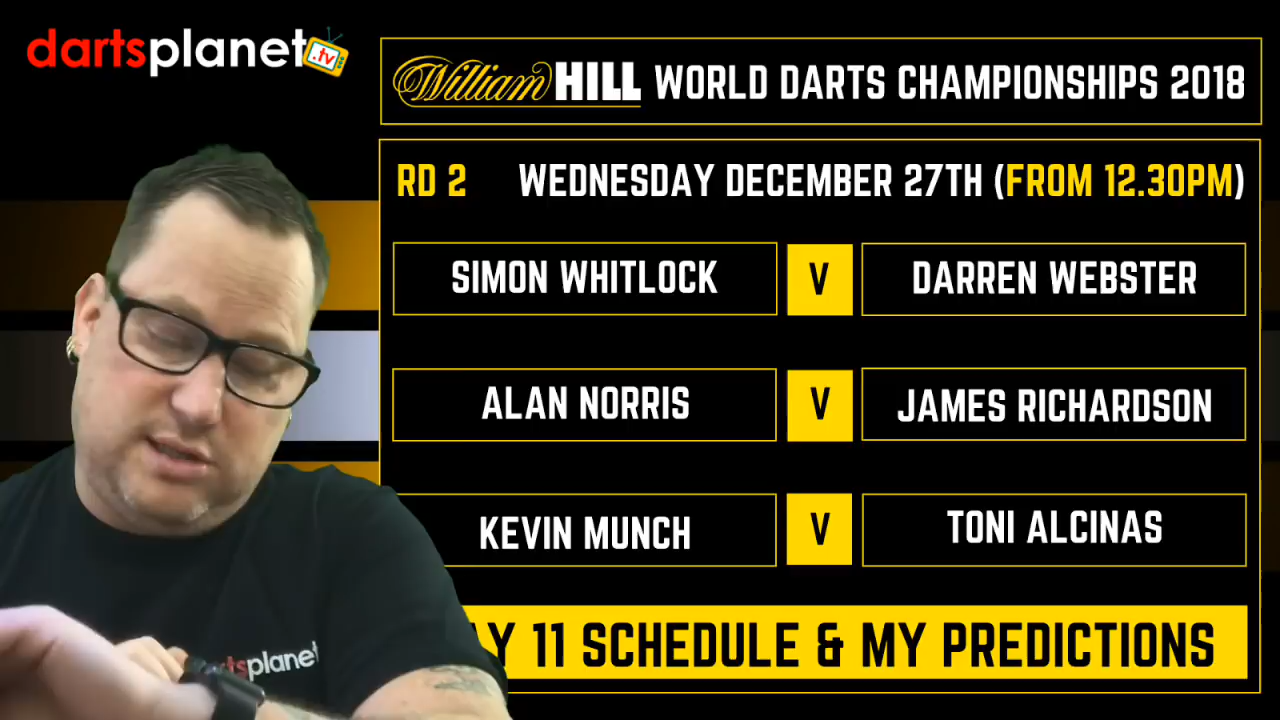 dartsplanet.tv
William HILL WORLD DARTS CHAMPIONSHIPS 2018
RD 2 WEDNESDAY DECEMBER 27TH (FROM 12.30PM)
SIMON WHITLOCK V DARREN WEBSTER
ALAN NORRIS V JAMES RICHARDSON
KEVIN MUNCH V TONI ALCINAS
11 SCHEDULE & MY PREDICTIONS
planet